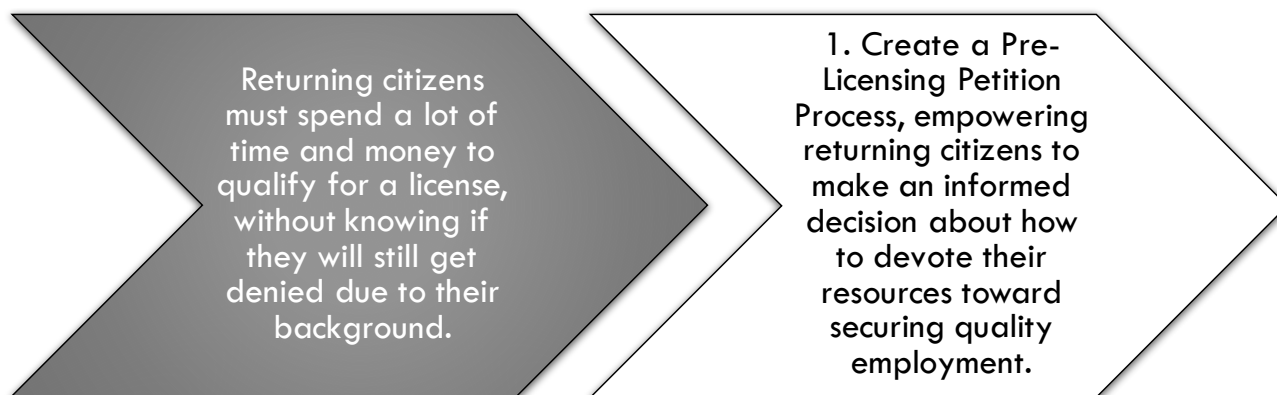 Returning citizens
must spend a lot of
time and money to
qualify for a license,
without knowing if
they will still get
denied due to their
background.
1. Create a Pre-
Licensing Petition
Process, empowering
returning citizens to
make an informed
decision about how
to devote their
resources toward
securing quality
employment.